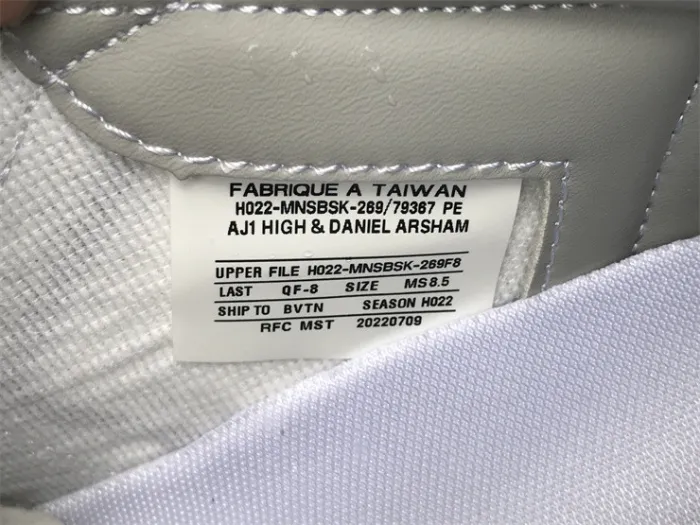 FABRIQUE A TAIWAN
H022-MNSBSK-269/79367 PE
AJ1 HIGH & DANIEL ARSHAM
UPPER FILE H022-MNSBSK-269F8
LAST QF-8 SIZE MS8.5
SHIP TO BVTN SEASON H022
RFC MST 20220709